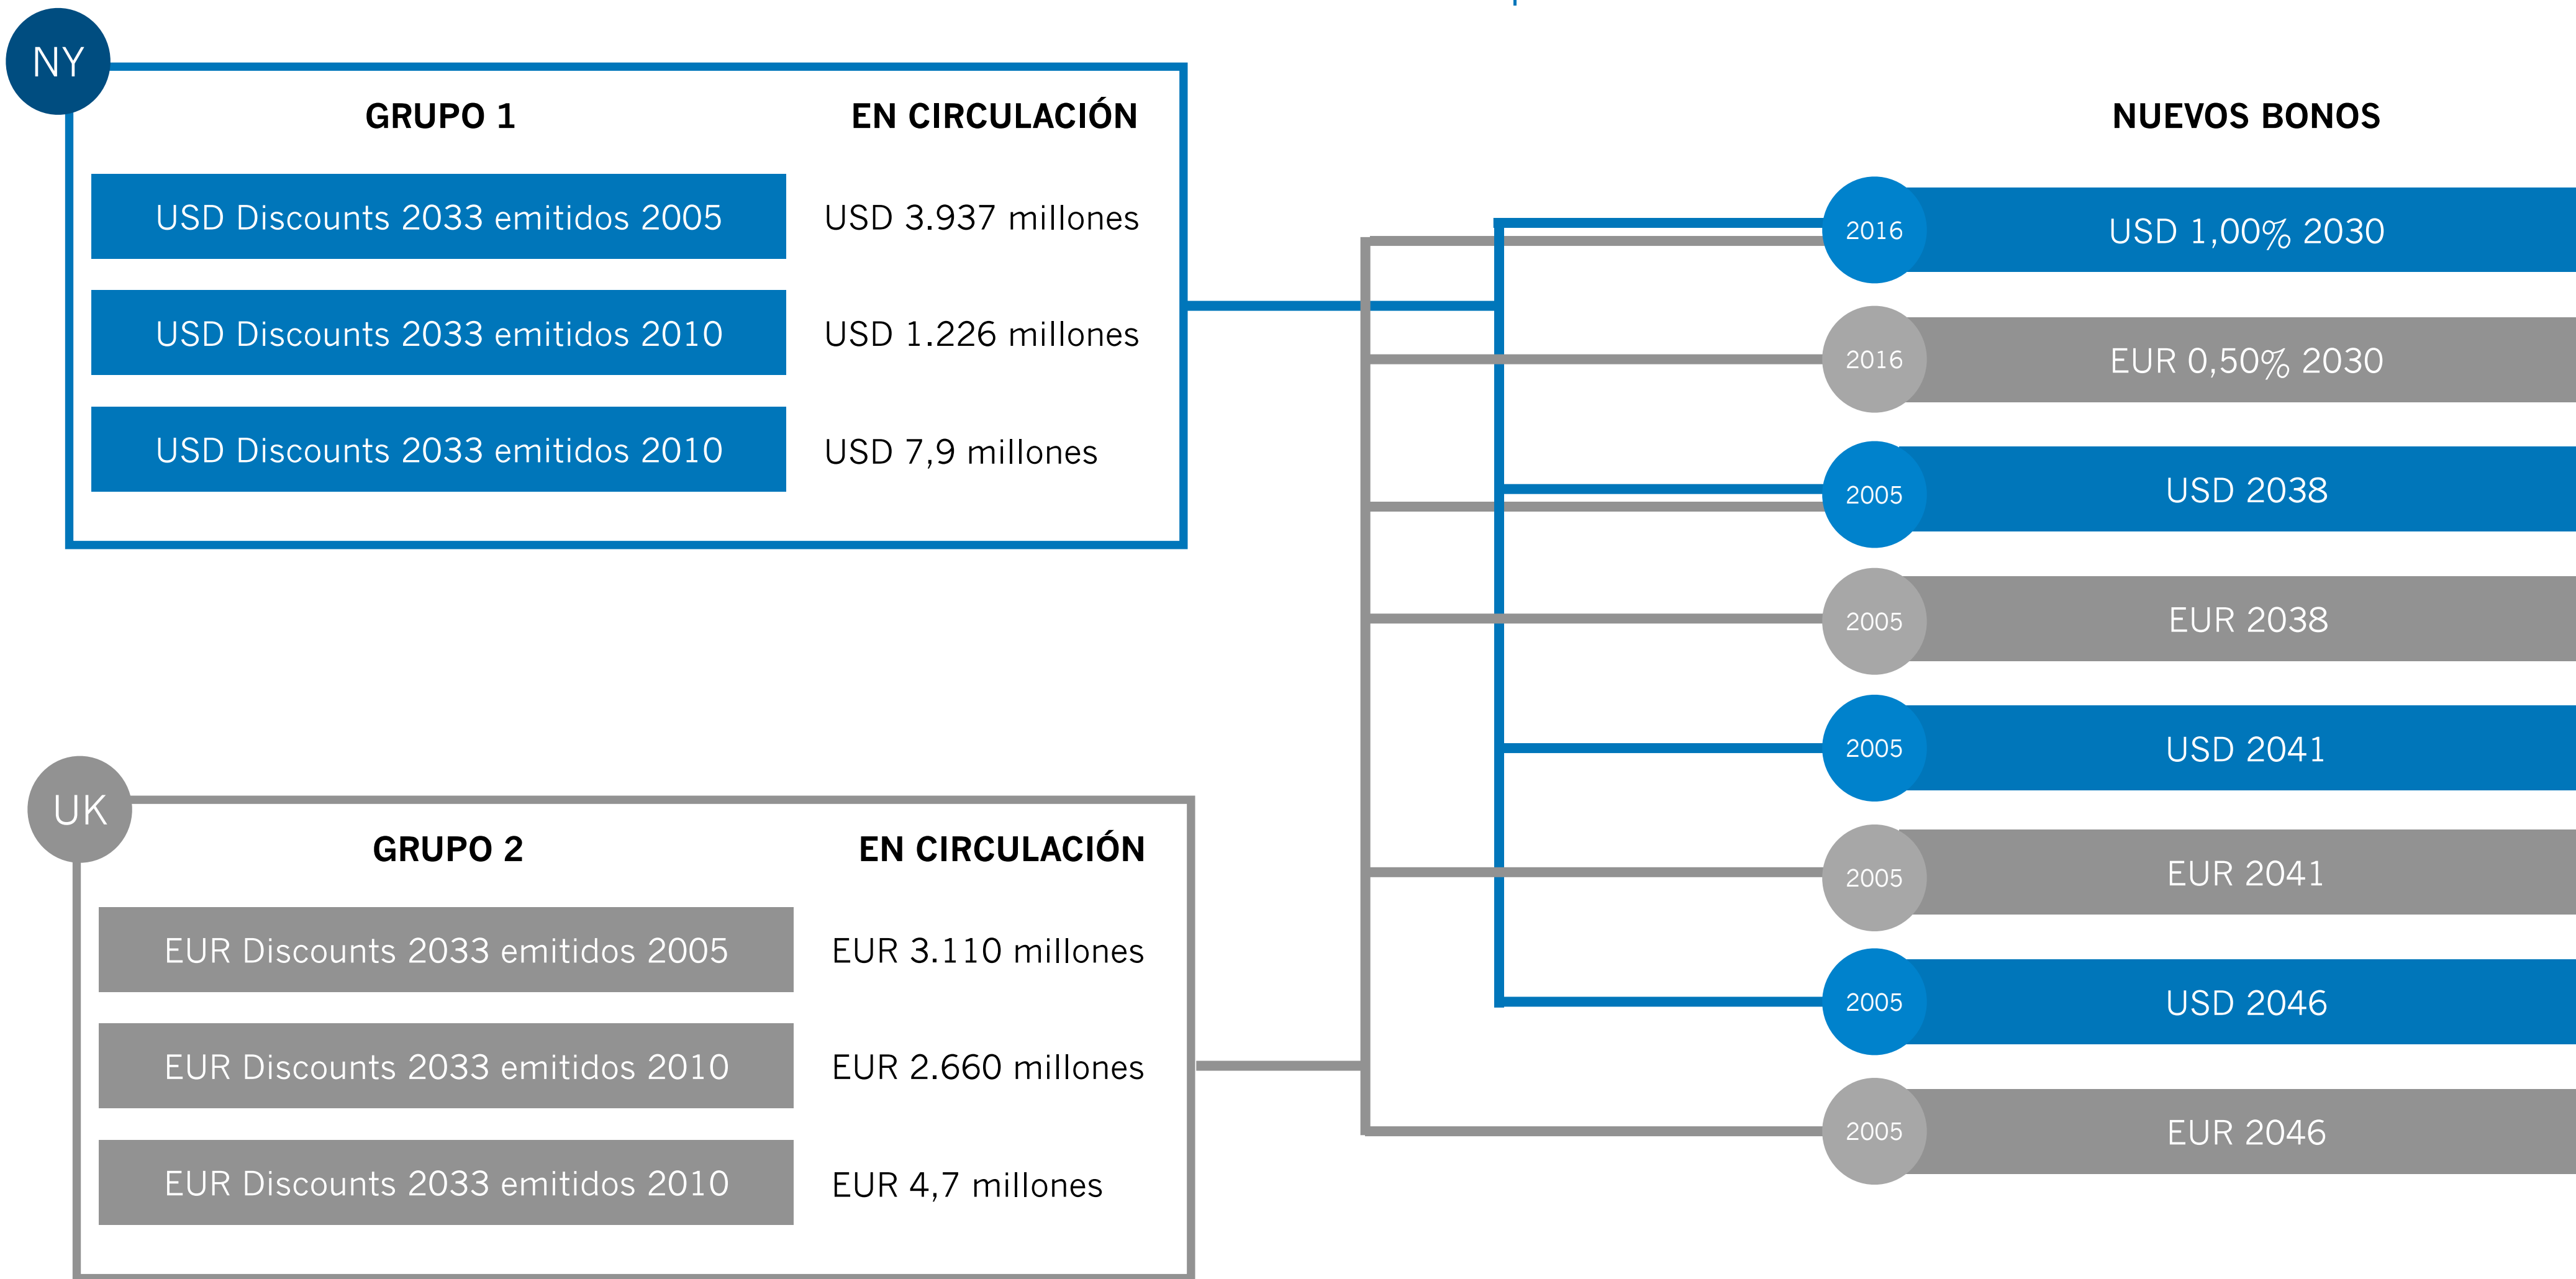 NY
GRUPO 1
EN CIRCULACIÓN
USD Discounts 2033 emitidos 2005
USD 3.937 millones
USD Discounts 2033 emitidos 2010
USD 1.226 millones
USD Discounts 2033 emitidos 2010
USD 7,9 millones
UK
GRUPO 2
EN CIRCULACIÓN
EUR Discounts 2033 emitidos 2005
EUR 3.110 millones
EUR Discounts 2033 emitidos 2010
EUR 2.660 millones
EUR Discounts 2033 emitidos 2010
EUR 4,7 millones
NUEVOS BONOS
2016
USD 1,00% 2030
2016
EUR 0,50% 2030
2005
USD 2038
2005
EUR 2038
2005
USD 2041
2005
EUR 2041
2005
USD 2046
2005
EUR 2046